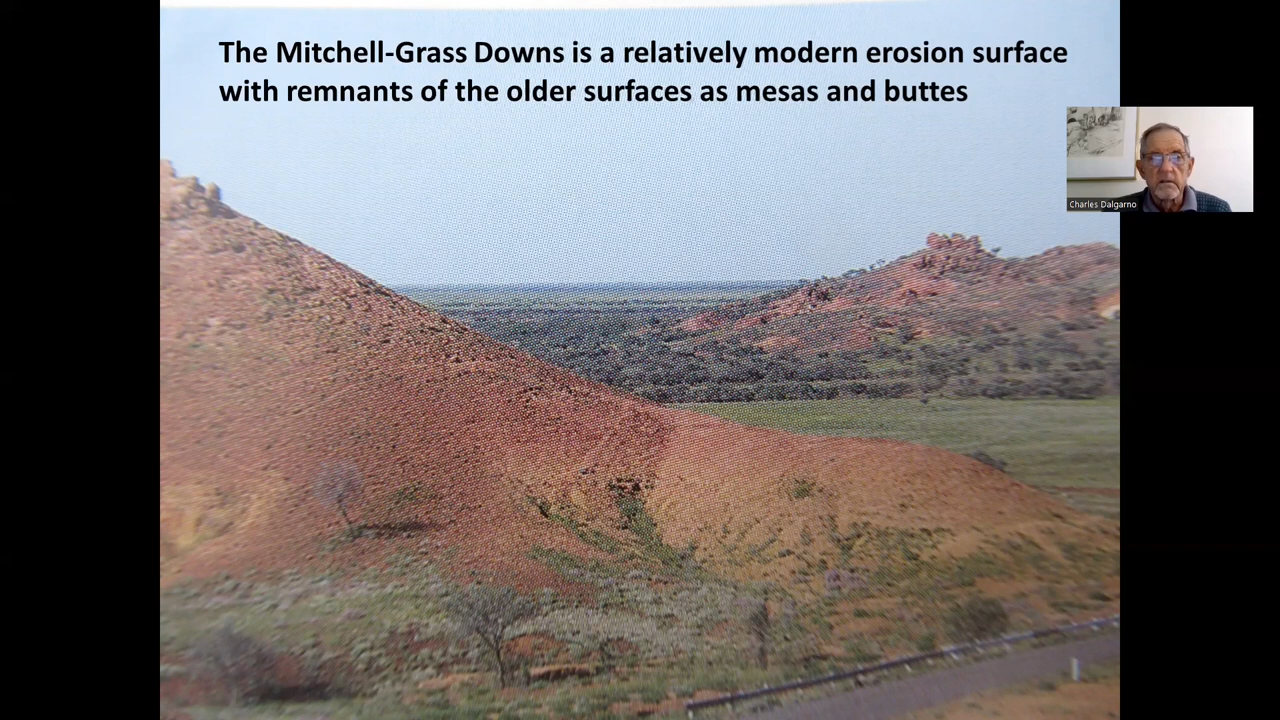 The Mitchell-Grass Downs is a relatively modern erosion surface
with remnants of the older surfaces as mesas and buttes
Charles Dalgarno